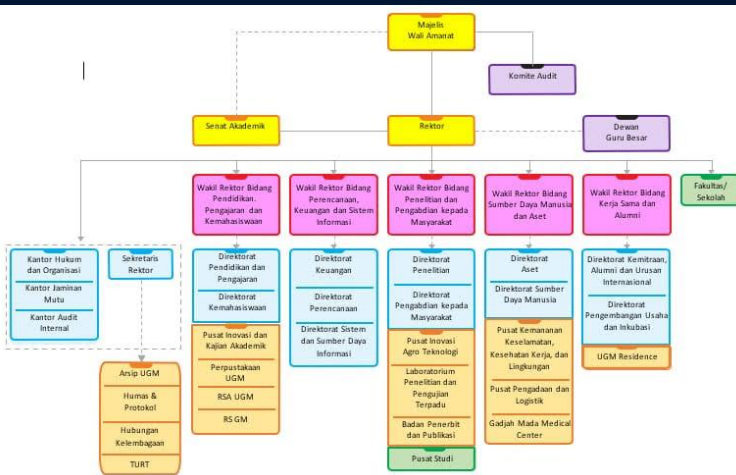 Majelis
Wali Amanat
Komite Audit
Senat Akademik
Rektor
Dewan
Guru Besar
Wakil Rektor Bidang
Pendidikan.
Pengajaran dan
Kemahasiswaan
Wakil Rektor Bidang
Perencanaan,
Keuangan dan Sistem
Informasi
Wakil Rektor Bidang
Penelitian dan
Pengabdian kepada
Masyarakat
Wakil Rektor Bidang
Sumber Daya Manusia
dan Aset
Wakil Rektor Bidang
Kerja Sama dan
Alumni
Fakultas/
Sekolah
Kantor Hukum
dan Organisasi
Kantor Jaminan
Mutu
Kantor Audit
Internal
Sekretaris
Rektor
Arsip UGM
Humas &
Protokol
Hubungan
Kelembagaan
TURT
Direktorat
Pendidikan dan
Pengajaran
Direktorat
Kemahasiswaan
Pusat Inovasi dan
Kajian Akademik
Perpustakaan
UGM
RSA UGM
RS GM
Direktorat
Keuangan
Direktorat
Perencanaan
Direktorat Sistem
dan Sumber Daya
Informasi
Direktorat
Penelitian
Direktorat
Pengabdian kepada
Masyarakat
Pusat Inovasi
Agro Teknologi
Laboratorium
Penelitian dan
Pengujian
Terpadu
Badan Penerbit
dan Publikasi
Pusat Studi
Direktorat
Aset
Direktorat Sumber
Daya Manusia
Pusat Kemananan
Keselamatan,
Kesehatan Kerja, dan
Lingkungan
Pusat Pengadaan dan
Logistik
Gadjah Mada Medical
Center
Direktorat Kemitraan,
Alumni dan Urusan
Internasional
Direktorat
Pengembangan Usaha
dan Inkubasi
UGM Residence